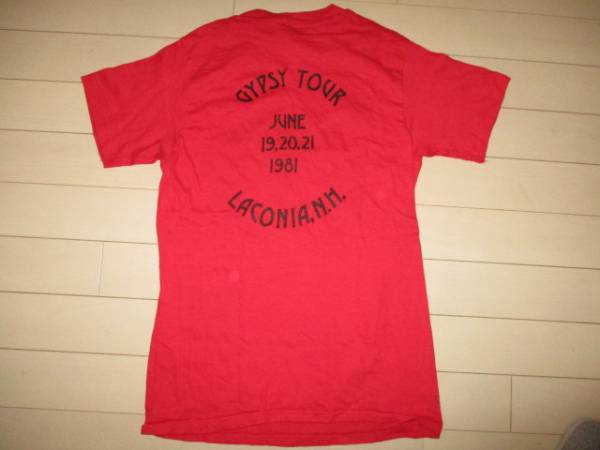 GYPSY TOUR
JUNE
19,20,21
1981
LACONIA,N.H.